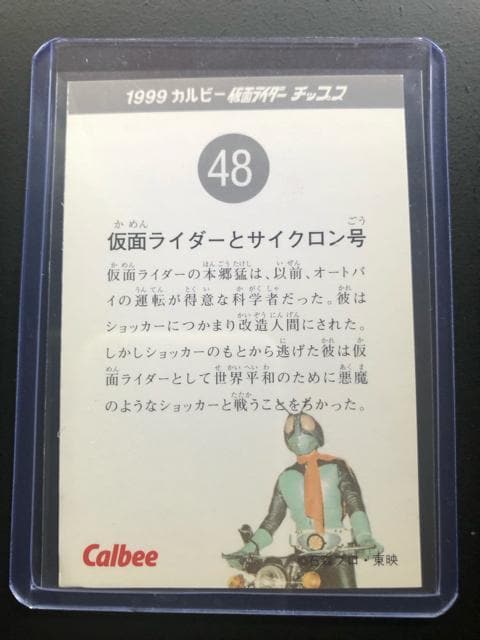 1999 カルビー 仮面ライダー チップス
48
仮面ライダーとサイクロン号
仮面ライダーの本郷猛は、以前、オートバ
イの運転が得意な科学者だった。彼は
ショッカーにつかまり改造人間にされた。
しかしショッカーのもとから逃げた彼は仮
面ライダーとして世界平和のために悪魔
のようなショッカーと戦うことをちかった。
Calbee
©石森プロ・東映